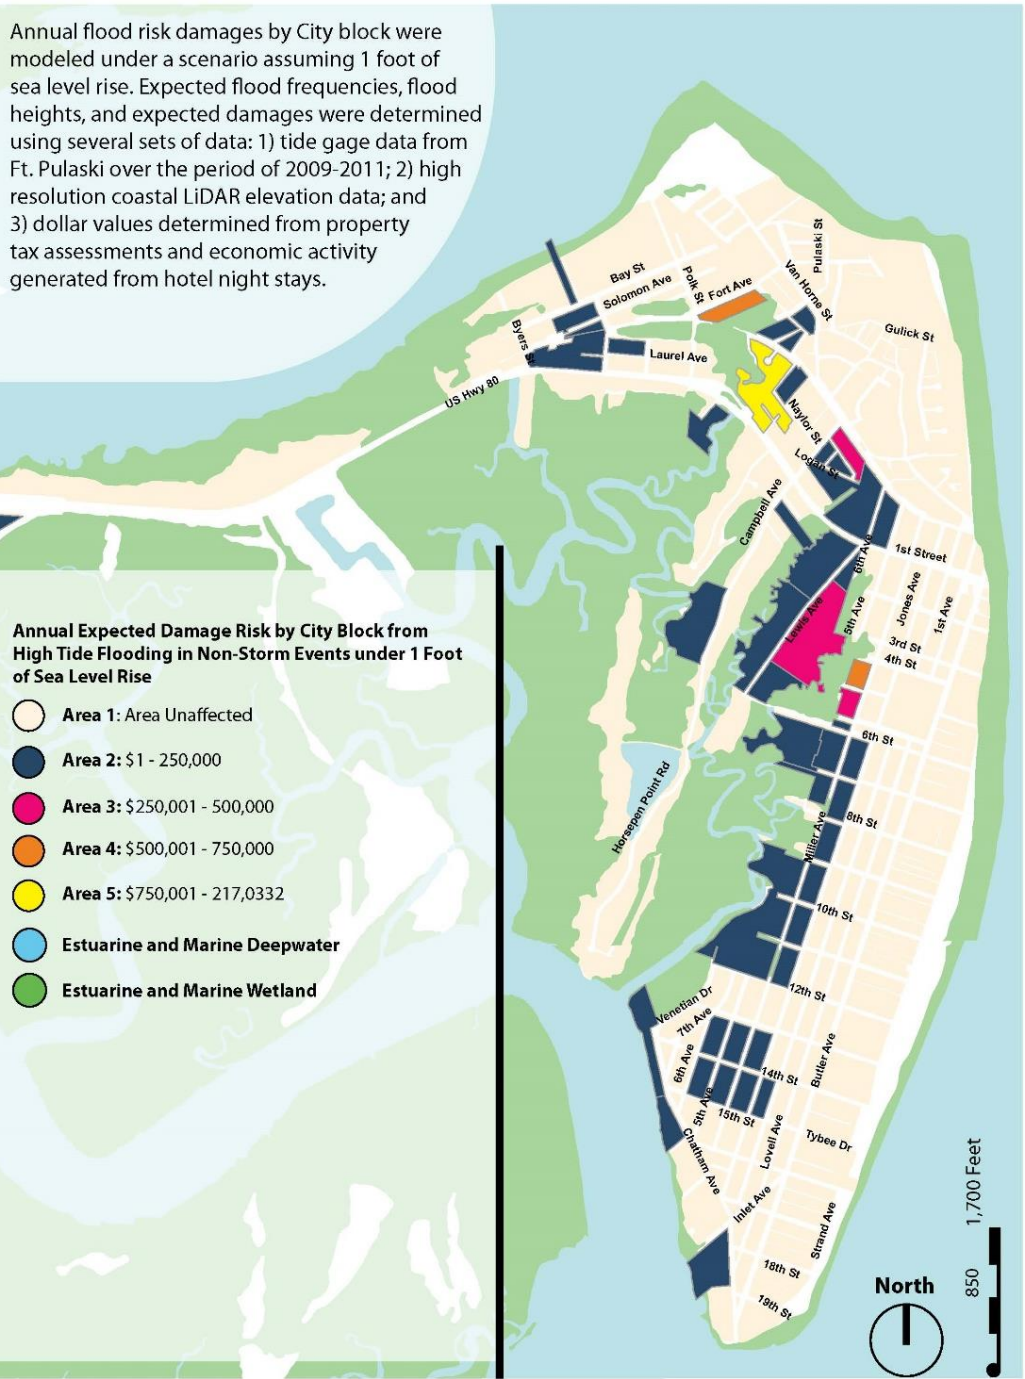 Annual flood risk damages by City block were
modeled under a scenario assuming 1 foot of
sea level rise. Expected flood frequencies, flood
heights, and expected damages were determined
using several sets of data: 1) tide gage data from
Ft. Pulaski over the period of 2009-2011; 2) high
resolution coastal LiDAR elevation data; and
3) dollar values determined from property
tax assessments and economic activity
generated from hotel night stays.
Pulaski St
Van Horne St
Bay St
Solomon Ave
Polk St
Fort Ave
Gulick St
Byers St
Laurel Ave
US Hwy 80
Naylor St
Logan St
Campbell Ave
6th Ave
1st Street
Lewis Ave
5th Ave
Jones Ave
1st Ave
3rd St
4th St
6th St
Horsepen Point Rd
Miller Ave
8th St
10th St
12th St
Venetian Dr
7th Ave
6th Ave
14th St
Butler Ave
5th Ave
15th St
Chatham Ave
Lovell Ave
Tybee Dr
Inlet Ave
Strand Ave
18th St
19th St
Annual Expected Damage Risk by City Block from
High Tide Flooding in Non-Storm Events under 1 Foot
of Sea Level Rise
Area 1: Area Unaffected
Area 2: $1 - 250,000
Area 3: $250,001 - 500,000
Area 4: $500,001 - 750,000
Area 5: $750,001 - 217,0332
Estuarine and Marine Deepwater
Estuarine and Marine Wetland
North
850
1,700 Feet